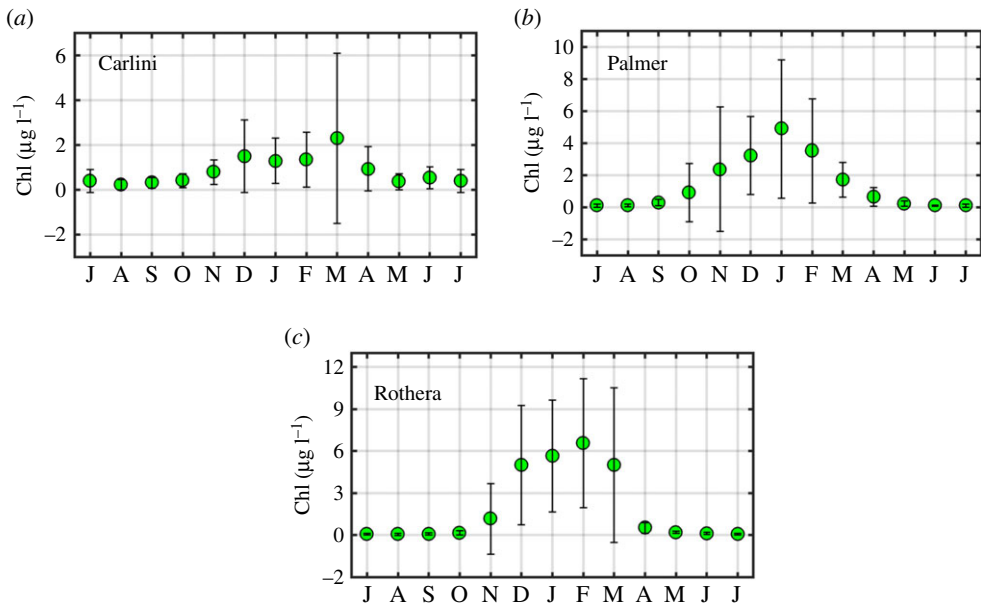 (a)
Carlini
Chl (µg l⁻¹)
6
4
2
0
–2
J A S O N D J F M A M J J
(b)
Palmer
Chl (µg l⁻¹)
10
8
6
4
2
0
–2
J A S O N D J F M A M J J
(c)
Rothera
Chl (µg l⁻¹)
12
9
6
3
0
–2
J A S O N D J F M A M J J